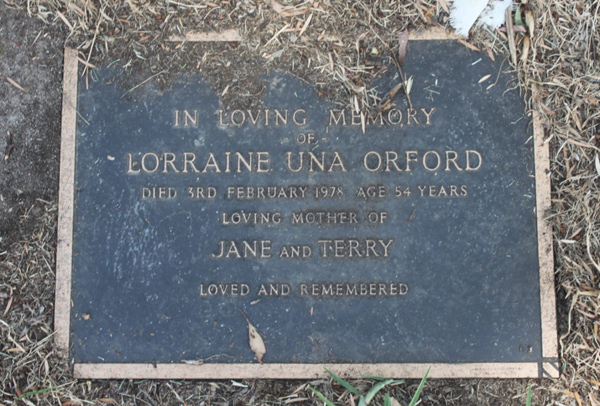 IN LOVING MEMORY
OF
LORRAINE UNA ORFORD
DIED 3RD FEBRUARY 1978 AGE 54 YEARS
LOVING MOTHER OF
JANE AND TERRY
LOVED AND REMEMBERED